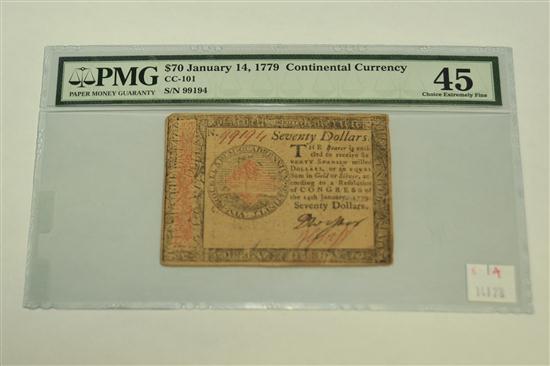 PMG
PAPER MONEY GUARANTY
$70 January 14, 1779 Continental Currency
CC-101
S/N 99194
45
Choice Extremely Fine
No. 99194 Seventy Dollars.
THE Bearer is enti-
tled to receive Se-
VENTY SPANISH milled
DOLLARS, or an EQUAL
Sum in Gold or Silver, ac-
cording to a Resolution
of CONGRESS of the
14th January, 1779.
Seventy Dollars.